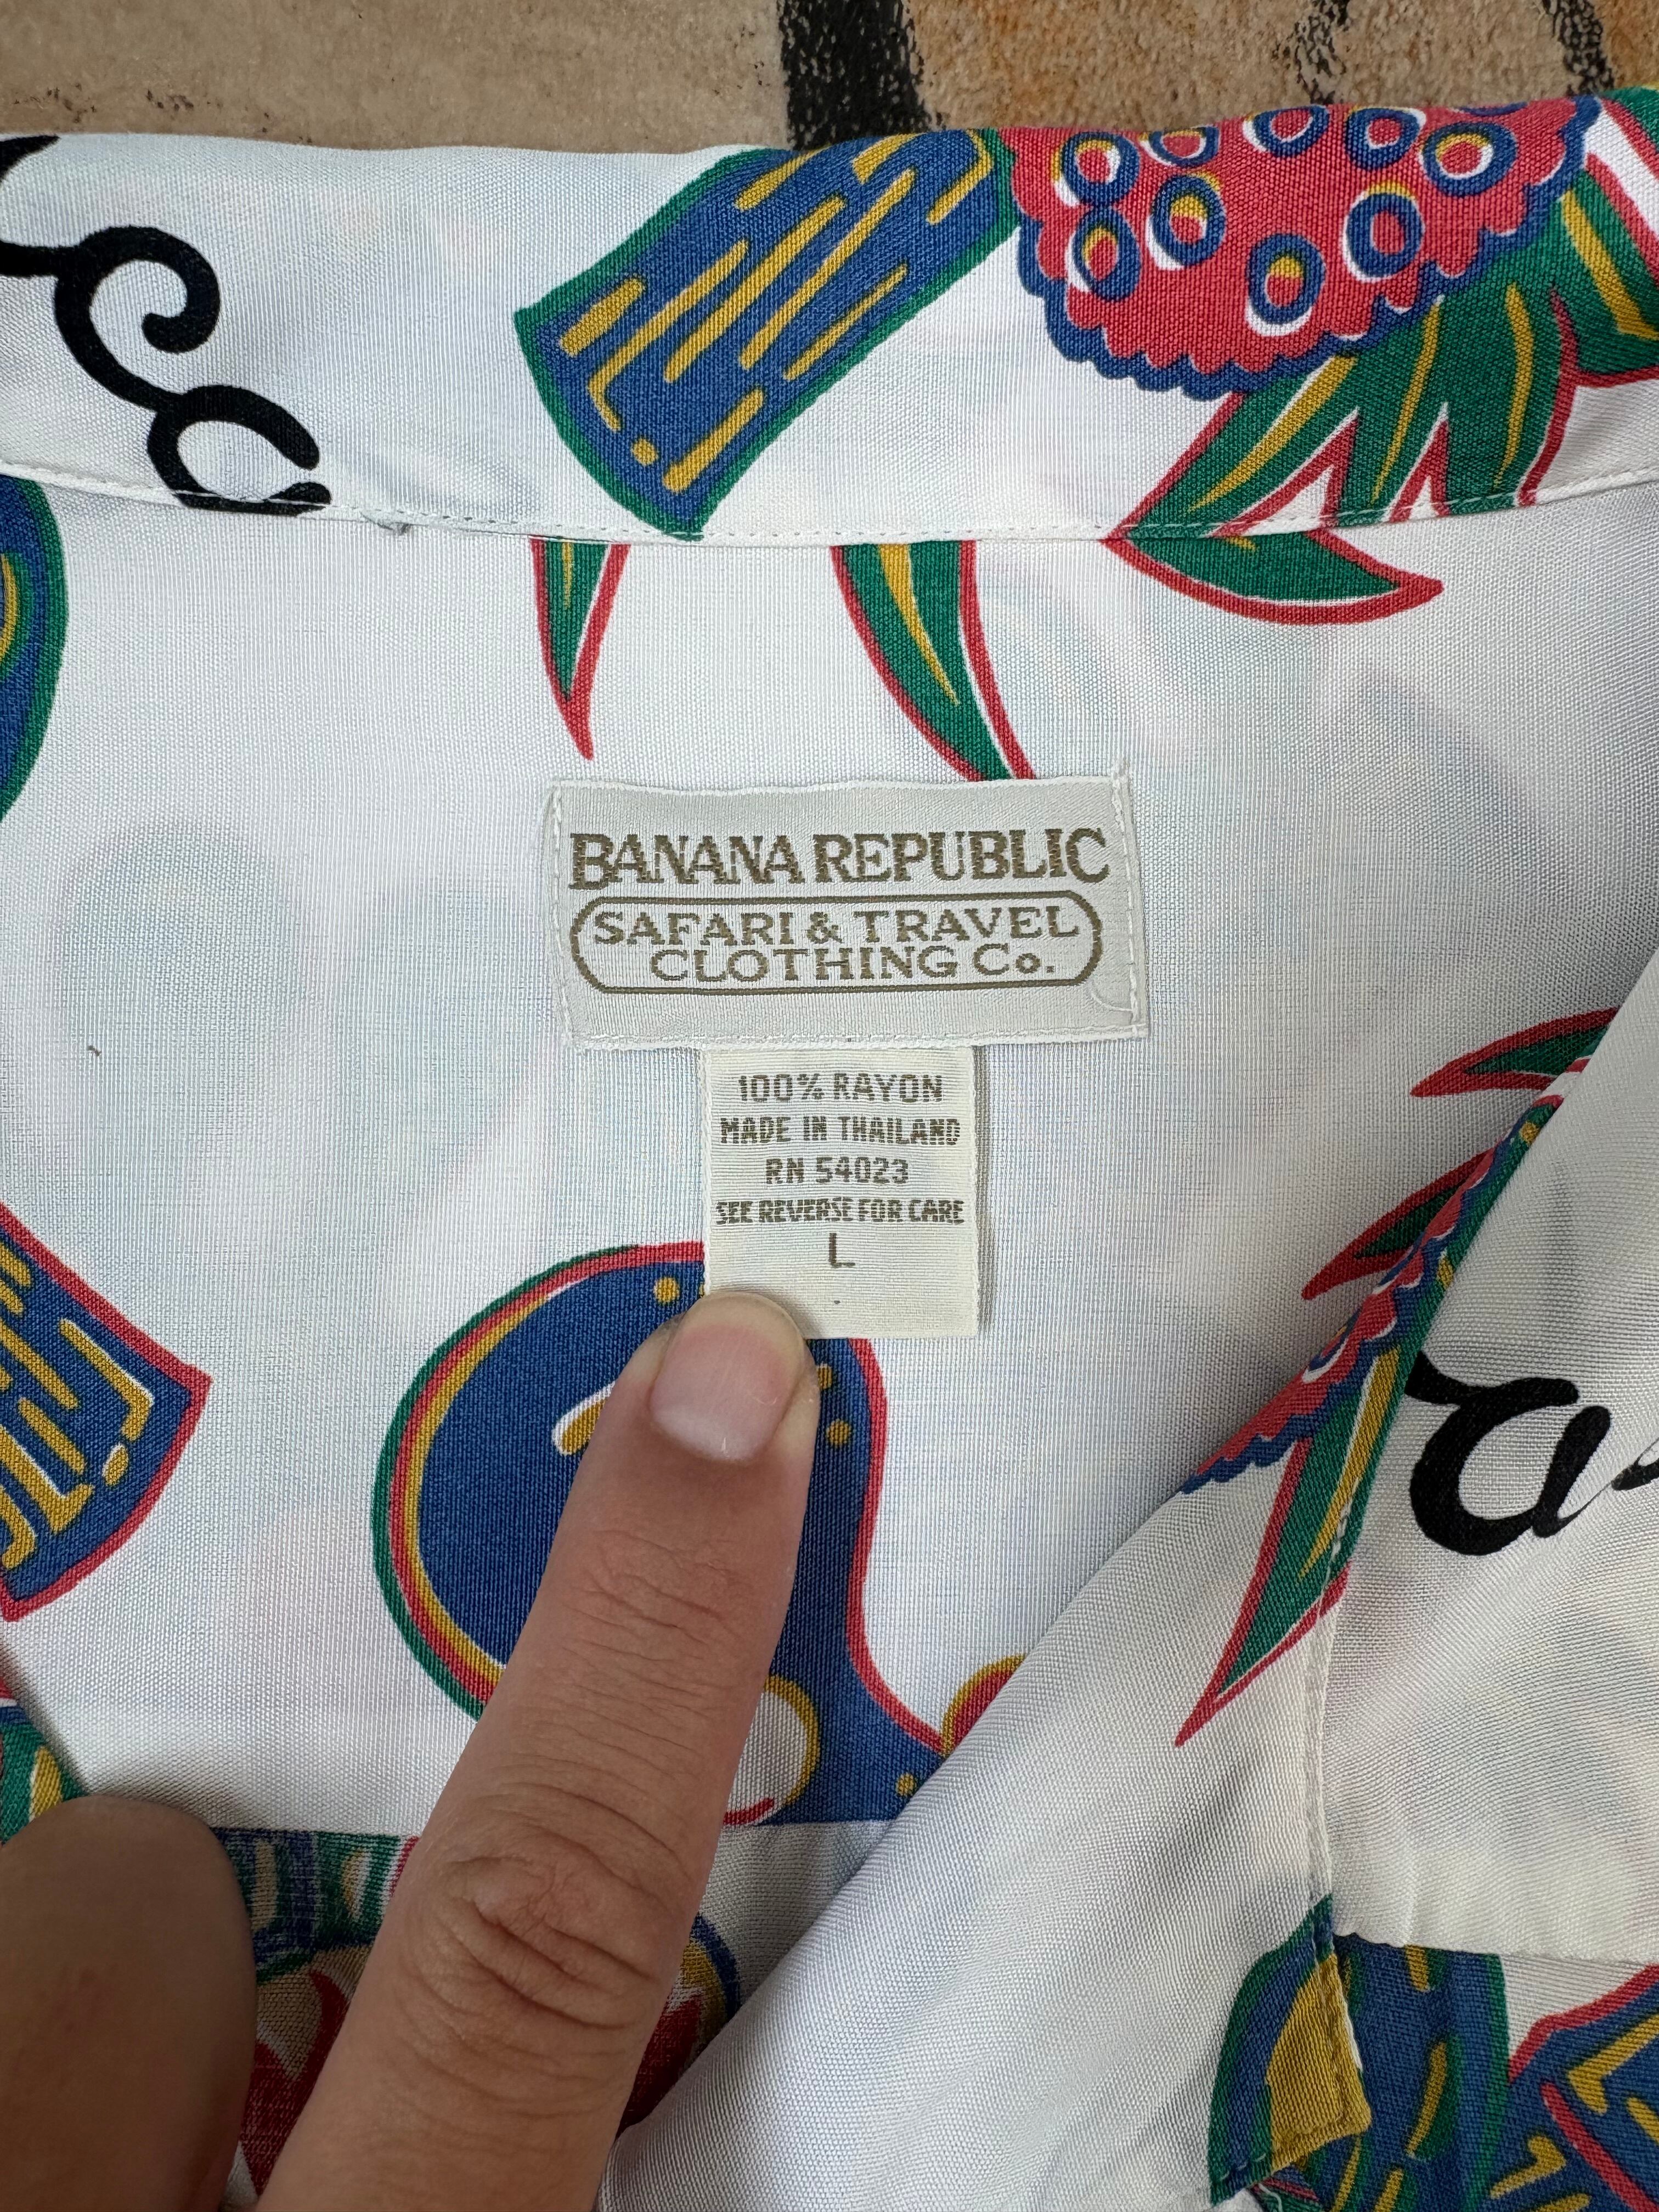 BANANA REPUBLIC
SAFARI & TRAVEL
CLOTHING Co.
100% RAYON
MADE IN THAILAND
RN 54023
SEE REVERSE FOR CARE
L